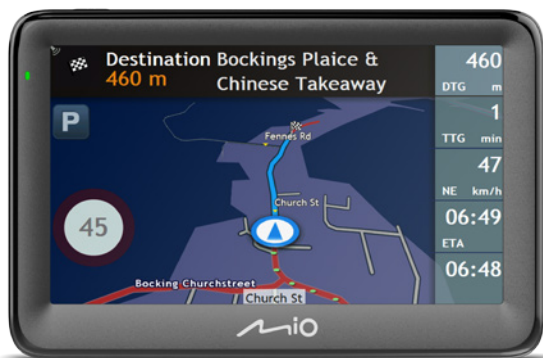 Destination Bockings Plaice &
460 m Chinese Takeaway
460
DTG m
1
TTG min
47
NE km/h
06:49
ETA
06:48
P
Fennes Rd
Church St
45
Bocking Churchstreet
Church St
Mio